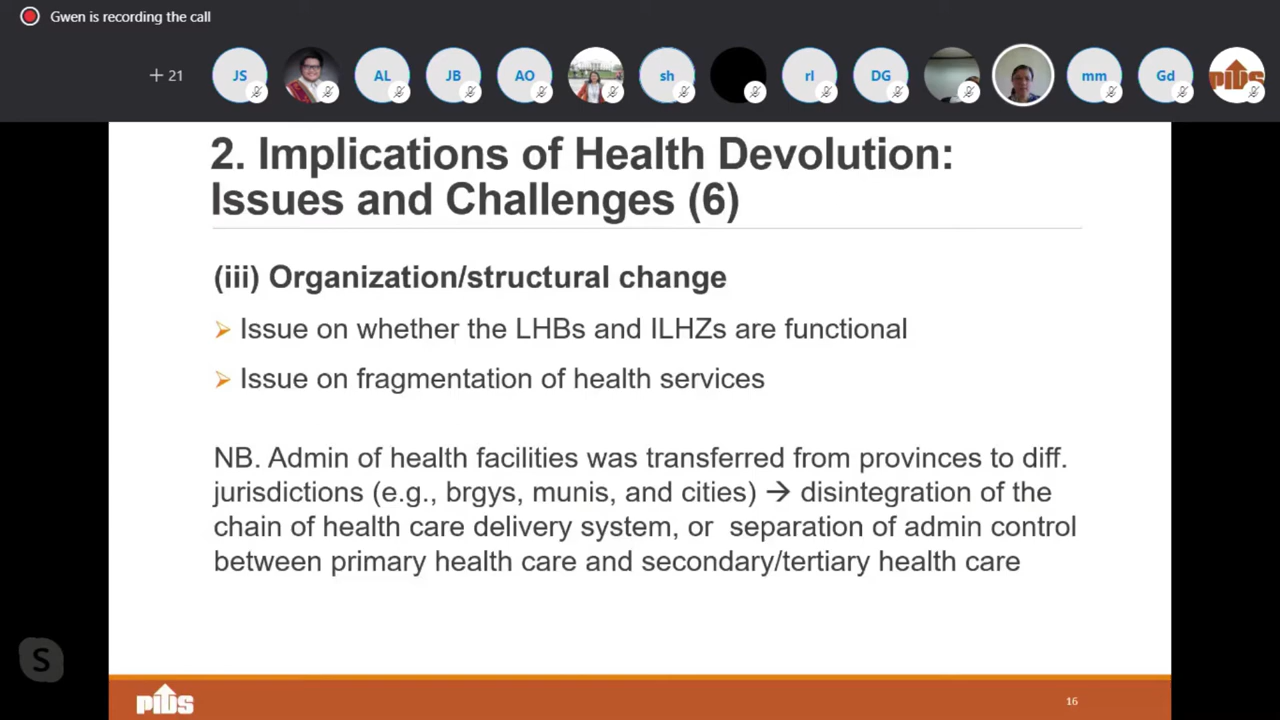 Gwen is recording the call
+ 21
JS
AL
JB
AO
sh
rl
DG
mm
Gd
PIDS
2. Implications of Health Devolution:
Issues and Challenges (6)
(iii) Organization/structural change
Issue on whether the LHBs and ILHZs are functional
Issue on fragmentation of health services
NB. Admin of health facilities was transferred from provinces to diff.
jurisdictions (e.g., brgys, munis, and cities) → disintegration of the
chain of health care delivery system, or separation of admin control
between primary health care and secondary/tertiary health care
S
PIDS
16